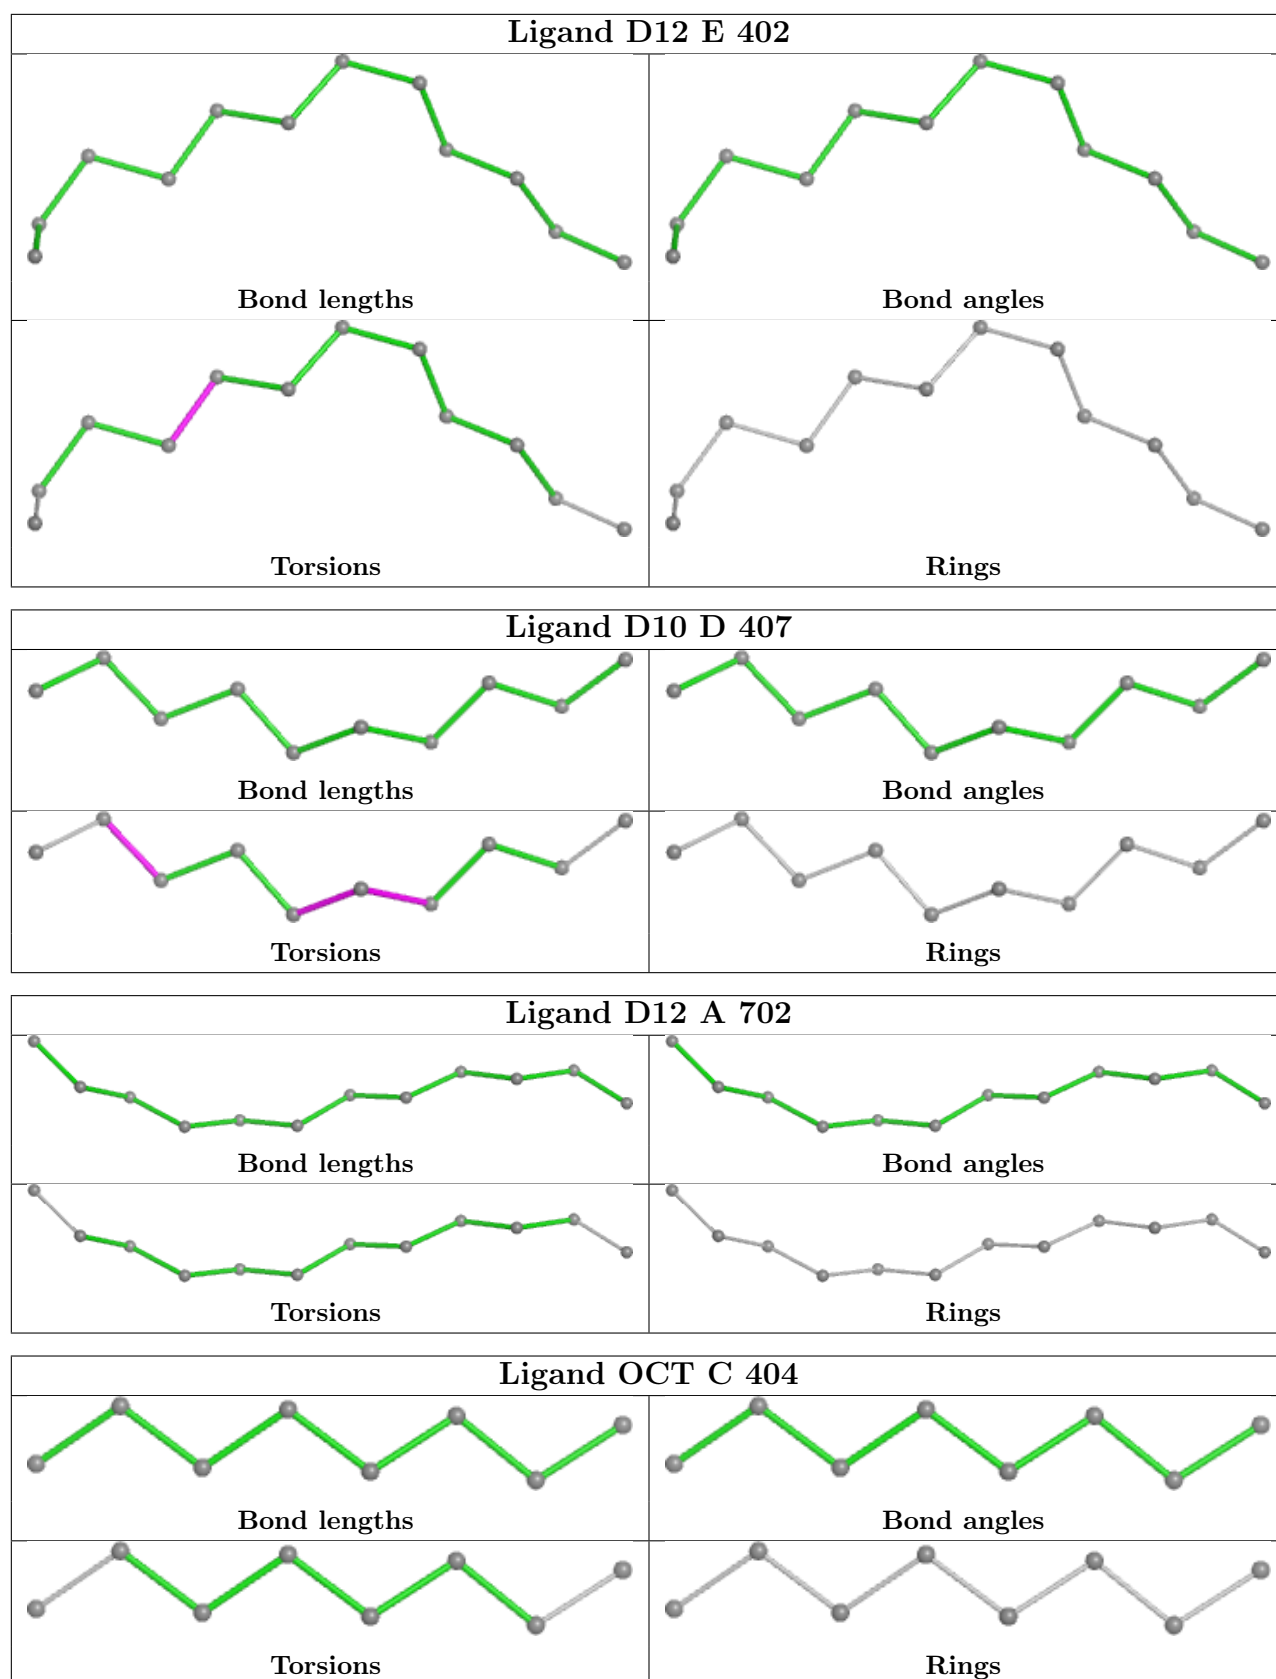 Ligand D12 E 402
Bond lengths
Bond angles
Torsions
Rings
Ligand D10 D 407
Bond lengths
Bond angles
Torsions
Rings
Ligand D12 A 702
Bond lengths
Bond angles
Torsions
Rings
Ligand OCT C 404
Bond lengths
Bond angles
Torsions
Rings